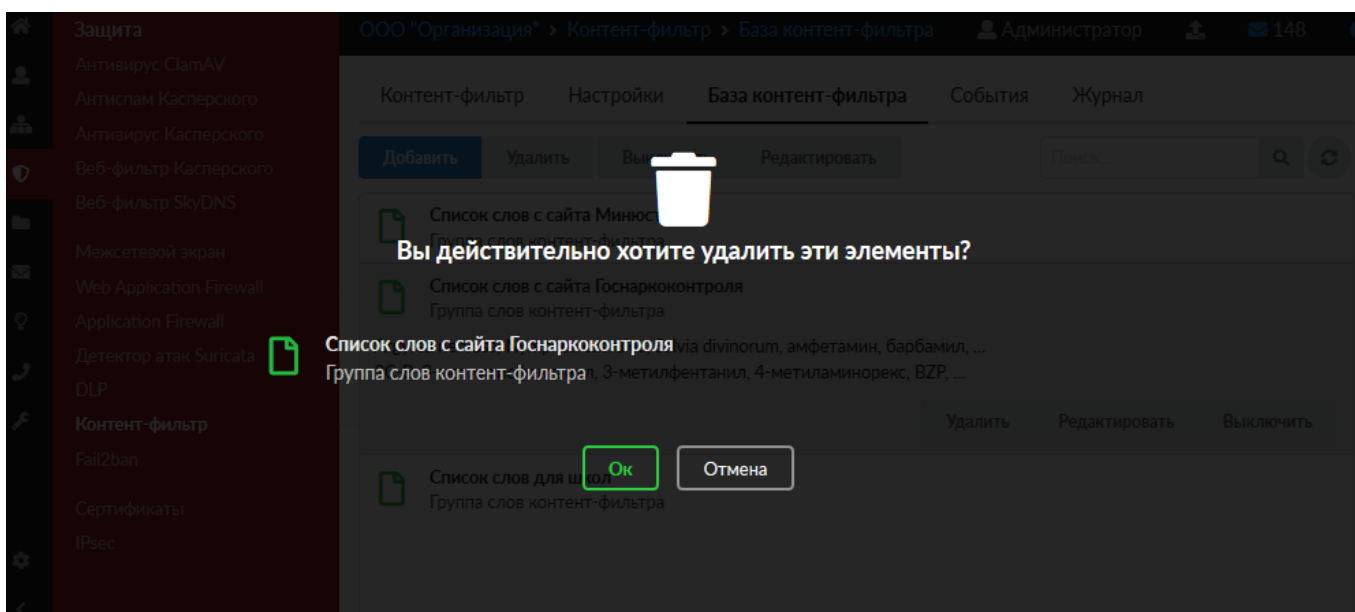 Защита
Антивирус ClamAV
Антиспам Касперского
Антивирус Касперского
Веб-фильтр Касперского
Веб-фильтр SkyDNS
Межсетевой экран
Web Application Firewall
Application Firewall
Детектор атак Suricata
DLP
Контент-фильтр
Fail2ban
Сертификаты
IPsec
ООО "Организация" > Контент-фильтр > База контент-фильтра
Администратор
148
Контент-фильтр Настройки База контент-фильтра События Журнал
Добавить Удалить Редактировать
Поиск...
Список слов с сайта
Группа слов контент-фильтра
Вы действительно хотите удалить эти элементы?
Список слов с сайта Госнаркоконтроля
Группа слов контент-фильтра
Список слов с сайта Госнаркоконтроля
Группа слов контент-фильтра
divinorum, амфетамин, барбамил, ...
3-метилфентанил, 4-метиламинорекс, BZP, ...
Удалить Редактировать Выключить
Ок Отмена
Список слов для школ
Группа слов контент-фильтра